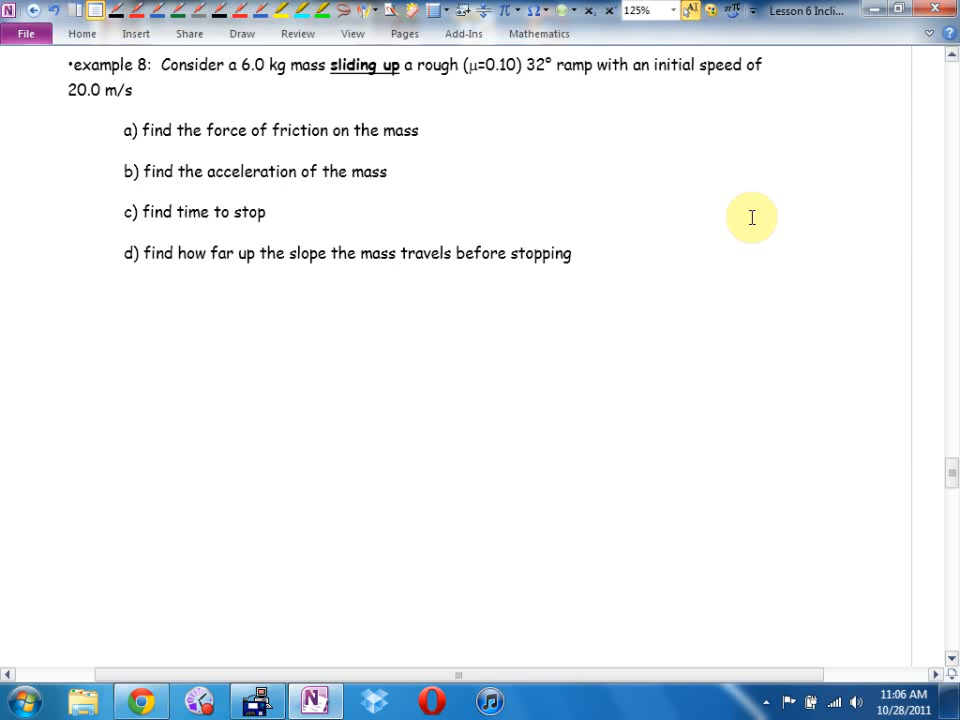 125%
Lesson 6 Incli...
File Home Insert Share Draw Review View Pages Add-Ins Mathematics
•example 8: Consider a 6.0 kg mass sliding up a rough (μ=0.10) 32° ramp with an initial speed of
20.0 m/s
a) find the force of friction on the mass
b) find the acceleration of the mass
c) find time to stop
d) find how far up the slope the mass travels before stopping
11:06 AM
10/28/2011